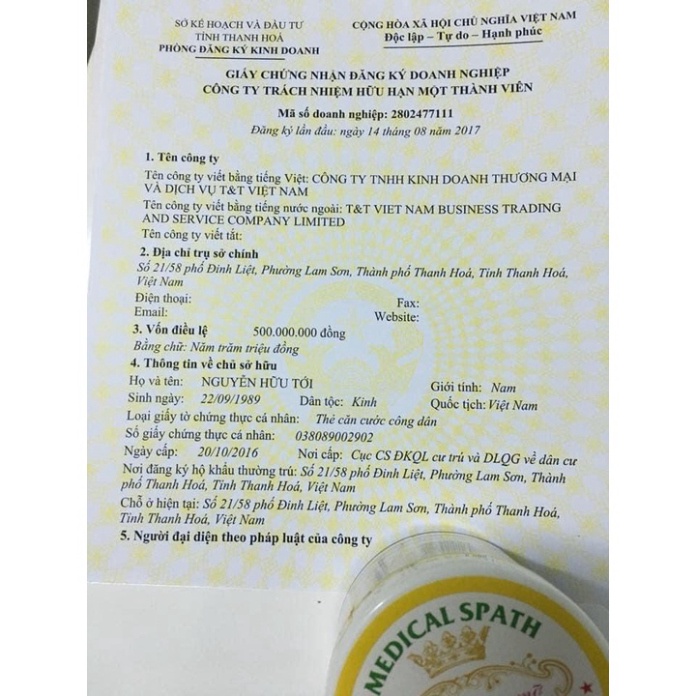 SỞ KẾ HOẠCH VÀ ĐẦU TƯ
TỈNH THANH HOÁ
PHÒNG ĐĂNG KÝ KINH DOANH
CỘNG HÒA XÃ HỘI CHỦ NGHĨA VIỆT NAM
Độc lập – Tự do – Hạnh phúc
GIẤY CHỨNG NHẬN ĐĂNG KÝ DOANH NGHIỆP
CÔNG TY TRÁCH NHIỆM HỮU HẠN MỘT THÀNH VIÊN
Mã số doanh nghiệp: 2802477111
Đăng ký lần đầu: ngày 14 tháng 08 năm 2017
1. Tên công ty
Tên công ty viết bằng tiếng Việt: CÔNG TY TNHH KINH DOANH THƯƠNG MẠI
VÀ DỊCH VỤ T&T VIỆT NAM
Tên công ty viết bằng tiếng nước ngoài: T&T VIET NAM BUSINESS TRADING
AND SERVICE COMPANY LIMITED
Tên công ty viết tắt:
2. Địa chỉ trụ sở chính
Số 21/58 phố Đinh Liệt, Phường Lam Sơn, Thành phố Thanh Hoá, Tỉnh Thanh Hoá,
Việt Nam
Điện thoại: Fax:
Email: Website:
3. Vốn điều lệ 500.000.000 đồng
Bằng chữ: Năm trăm triệu đồng
4. Thông tin về chủ sở hữu
Họ và tên: NGUYỄN HỮU TỚI Giới tính: Nam
Sinh ngày: 22/09/1989 Dân tộc: Kinh Quốc tịch: Việt Nam
Loại giấy tờ chứng thực cá nhân: Thẻ căn cước công dân
Số giấy chứng thực cá nhân: 038089002902
Ngày cấp: 20/10/2016 Nơi cấp: Cục CS ĐKQL cư trú và DLQG về dân cư
Nơi đăng ký hộ khẩu thường trú: Số 21/58 phố Đinh Liệt, Phường Lam Sơn, Thành
phố Thanh Hoá, Tỉnh Thanh Hoá, Việt Nam
Chỗ ở hiện tại: Số 21/58 phố Đinh Liệt, Phường Lam Sơn, Thành phố Thanh Hoá,
Tỉnh Thanh Hoá, Việt Nam
5. Người đại diện theo pháp luật của công ty
MEDICAL SPATH